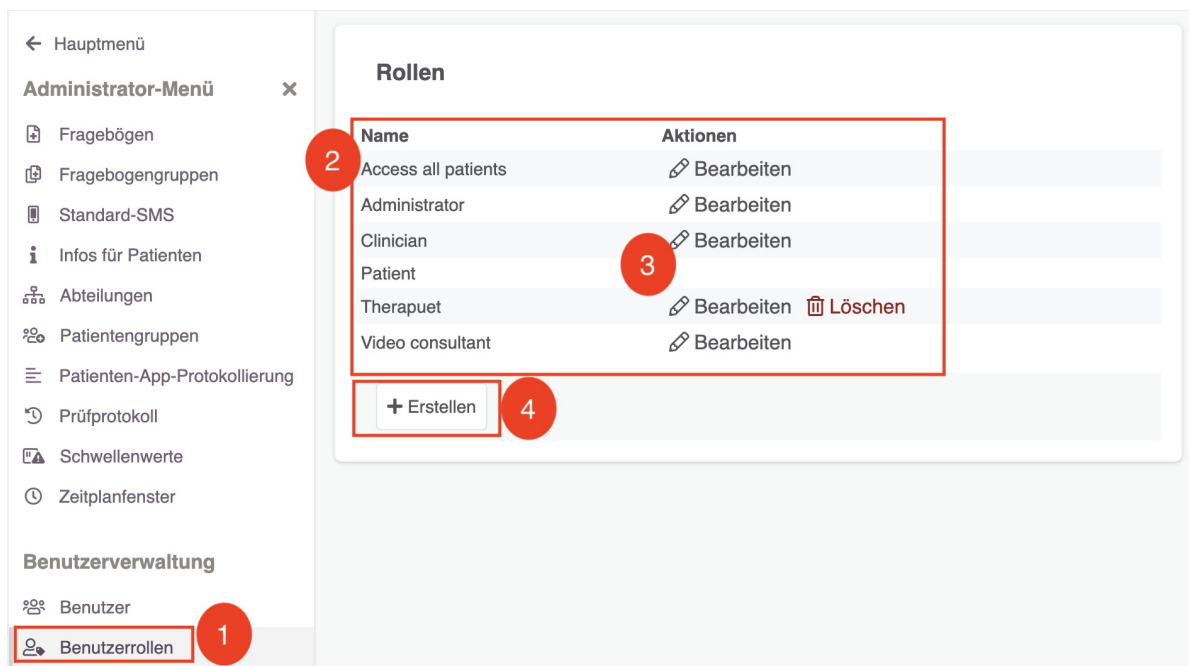 ← Hauptmenü
Administrator-Menü
Fragebögen
Fragebogengruppen
Standard-SMS
Infos für Patienten
Abteilungen
Patientengruppen
Patienten-App-Protokollierung
Prüfprotokoll
Schwellenwerte
Zeitplanfenster
Benutzerverwaltung
Benutzer
Benutzerrollen
1
Rollen
2
Name Aktionen
Access all patients Bearbeiten
Administrator Bearbeiten
Clinician Bearbeiten
3
Patient
Therapuet Bearbeiten Löschen
Video consultant Bearbeiten
+ Erstellen
4